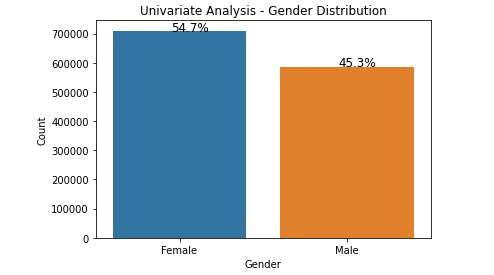 Univariate Analysis - Gender Distribution
54.7%
45.3%
700000
600000
500000
400000
300000
200000
100000
0
Count
Female Male
Gender